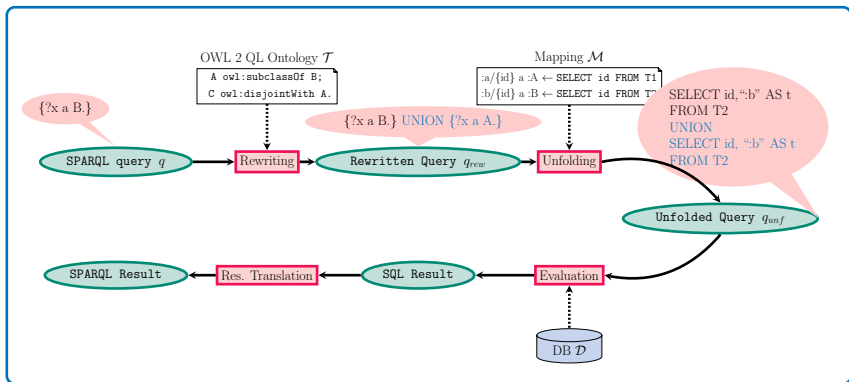 OWL 2 QL Ontology 𝒯
A owl:subclassOf B;
C owl:disjointWith A.
Mapping ℳ
:a/{id} a :A ← SELECT id FROM T1
:b/{id} a :B ← SELECT id FROM
{?x a B.}
{?x a B.} UNION {?x a A.}
SELECT id,“:b” AS t
FROM T2
UNION
SELECT id, “:b” AS t
FROM T2
SPARQL query q
Rewriting
Rewritten Query q_rew
Unfolding
Unfolded Query q_unf
SPARQL Result
Res. Translation
SQL Result
Evaluation
DB 𝒟